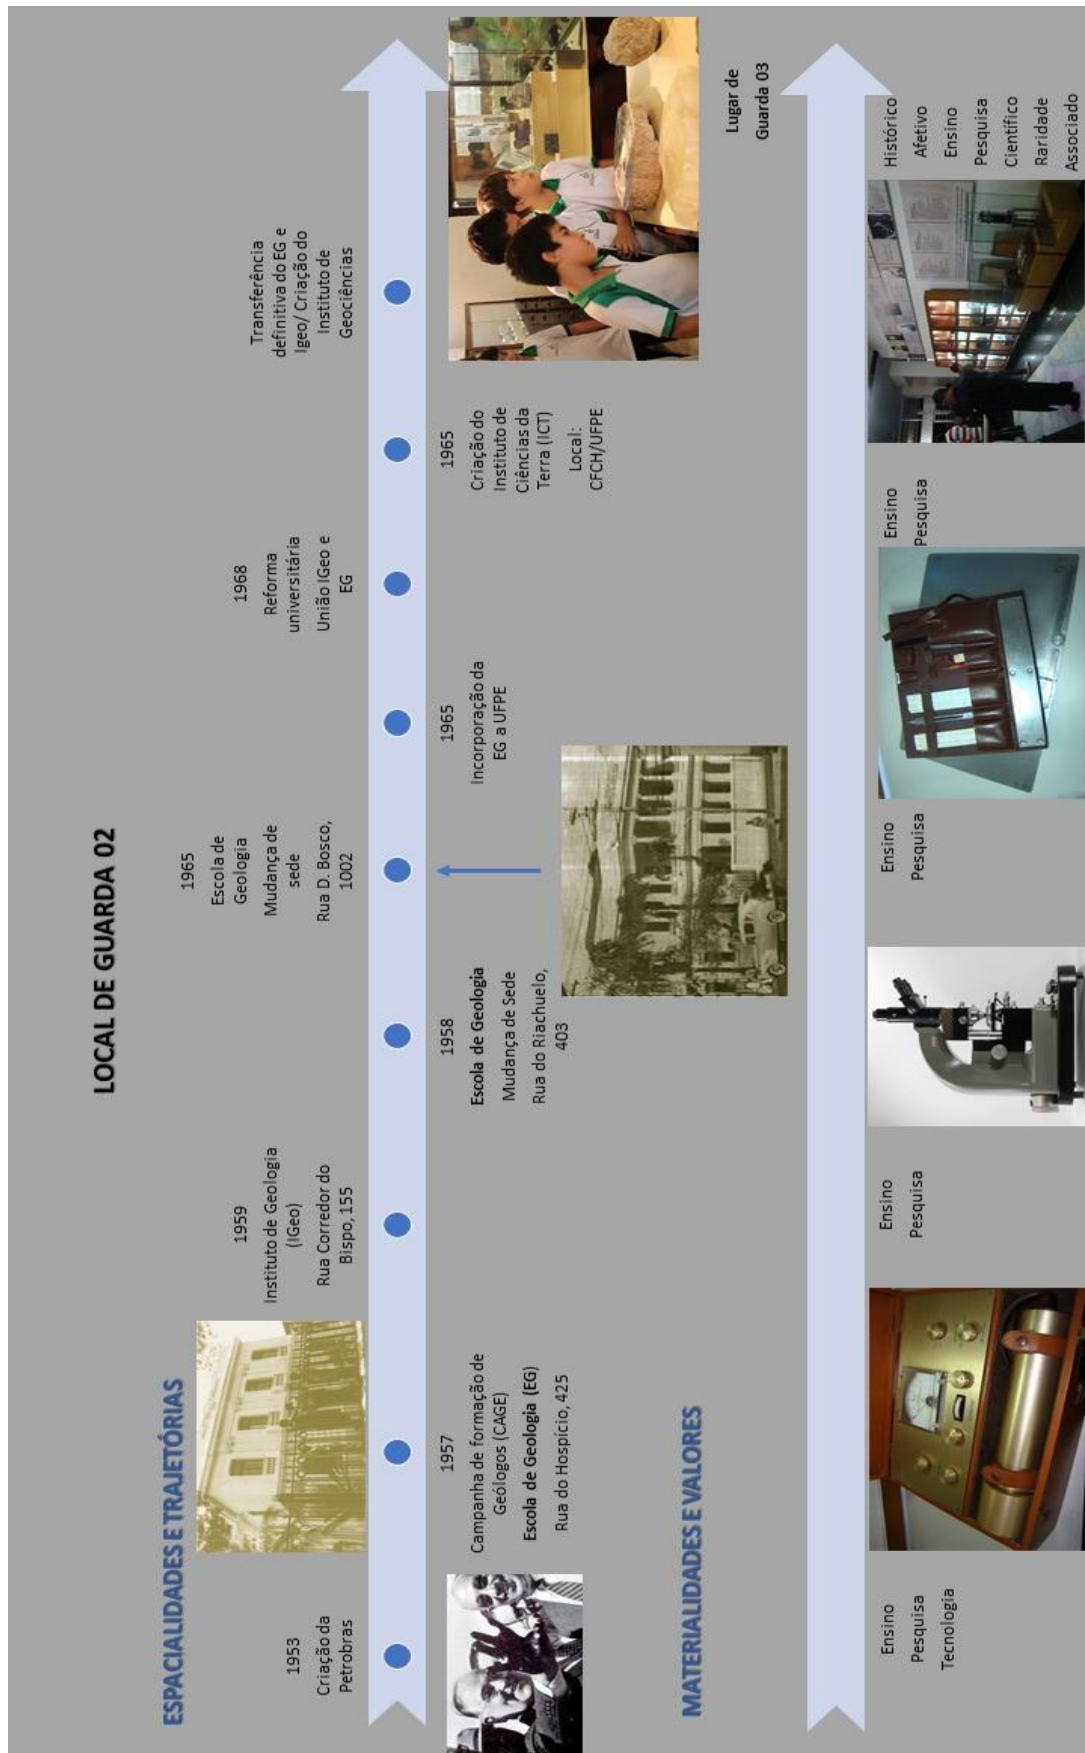 LOCAL DE GUARDA 02
ESPACIALIDADES E TRAJETÓRIAS
1953
Criação da
Petrobras
1957
Campanha de formação de
Geólogos (CAGE)
Escola de Geologia (EG)
Rua do Hospício, 425
1959
Instituto de Geologia
(IGeo)
Rua Corredor do
Bispo, 155
1958
Escola de Geologia
Mudança de Sede
Rua do Riachuelo,
403
1965
Escola de
Geologia
Mudança de
sede
Rua D. Bosco,
1002
1965
Incorporação da
EG a UFPE
1968
Reforma
universitária
União IGeo e
EG
1965
Criação do
Instituto de
Ciências da
Terra (ICT)
Local:
CFCH/UFPE
Transferência
definitiva do EG e
Igeo/ Criação do
Instituto de
Geociências
Lugar de
Guarda 03
MATERIALIDADES E VALORES
Ensino
Pesquisa
Tecnologia
Ensino
Pesquisa
Ensino
Pesquisa
Ensino
Pesquisa
Histórico
Afetivo
Ensino
Pesquisa
Científico
Raridade
Associado